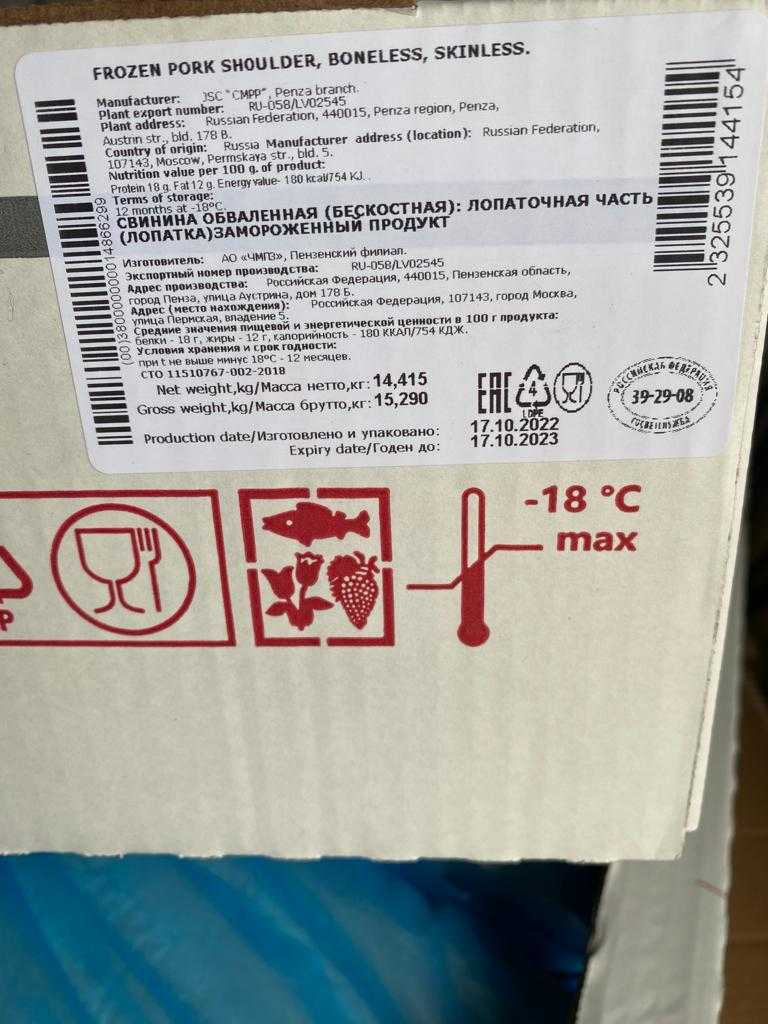 FROZEN PORK SHOULDER, BONELESS, SKINLESS.
Manufacturer: JSC "CMPP", Penza branch.
Plant export number: RU-058/LV02545
Plant address: Russian Federation, 440015, Penza region, Penza,
Austrin str., bld. 178 B.
Country of origin: Russia Manufacturer address (location): Russian Federation,
107143, Moscow, Permskaya str., bld. 5.
Nutrition value per 100 g. of product:
Protein 18 g. Fat 12 g. Energy value- 180 kcal/754 KJ.
Terms of storage:
12 months at -18°C.
СВИНИНА ОБВАЛЕННАЯ (БЕСКОСТНАЯ): ЛОПАТОЧНАЯ ЧАСТЬ
(ЛОПАТКА)ЗАМОРОЖЕННЫЙ ПРОДУКТ
Изготовитель: АО «ЧМПЗ», Пензенский филиал.
Экспортный номер производства: RU-058/LV02545
Адрес производства: Российская Федерация, 440015, Пензенская область,
город Пенза, улица Аустрина, дом 178 Б.
Адрес (место нахождения): Российская Федерация, 107143, город Москва,
улица Пермская, владение 5.
Средние значения пищевой и энергетической ценности в 100 г продукта:
белки - 18 г, жиры - 12 г, калорийность - 180 ККАЛ/754 КДЖ.
Условия хранения и срок годности:
при t не выше минус 18°С - 12 месяцев.
СТО 11510767-002-2018
Net weight,kg/Масса нетто,кг: 14,415
Gross weight,kg/Масса брутто,кг: 15,290
Production date/Изготовлено и упаковано: 17.10.2022
Expiry date/Годен до: 17.10.2023
EAC
4
LDPE
РОССИЙСКАЯ ФЕДЕРАЦИЯ
39-29-08
ГОСВЕТСЛУЖБА
2325539144154
-18 °C
max
P